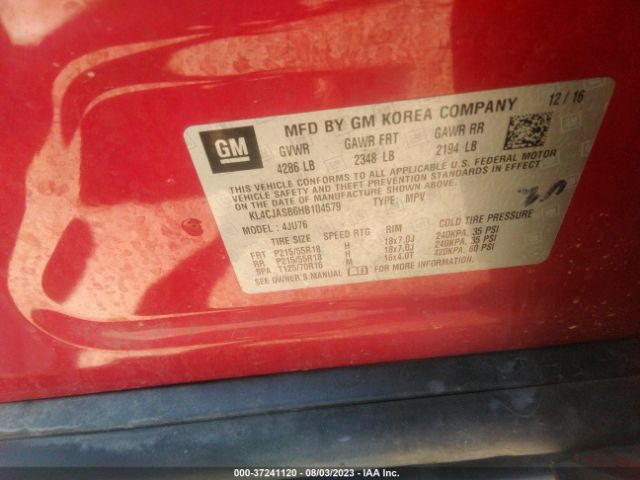 GM
MFD BY GM KOREA COMPANY
12 / 16
GVWR GAWR FRT GAWR RR
4286 LB 2348 LB 2194 LB
THIS VEHICLE CONFORMS TO ALL APPLICABLE U.S. FEDERAL MOTOR
VEHICLE SAFETY, BUMPER, AND THEFT PREVENTION STANDARDS IN EFFECT ON
THE DATE OF MANUFACTURE SHOWN ABOVE.
KL4CJASB6HB104579 TYPE: MPV
MODEL: 4JU76
TIRE SIZE SPEED RTG RIM COLD TIRE PRESSURE
FRT P215/55R18 H 18x7.0J 240KPA, 35 PSI
RR P215/55R18 H 18x7.0J 240KPA, 35 PSI
SPA T125/70R16 M 16x4.0T 420KPA, 60 PSI
SEE OWNER'S MANUAL FOR MORE INFORMATION.
000-37241120 - 08/03/2023 - IAA Inc.